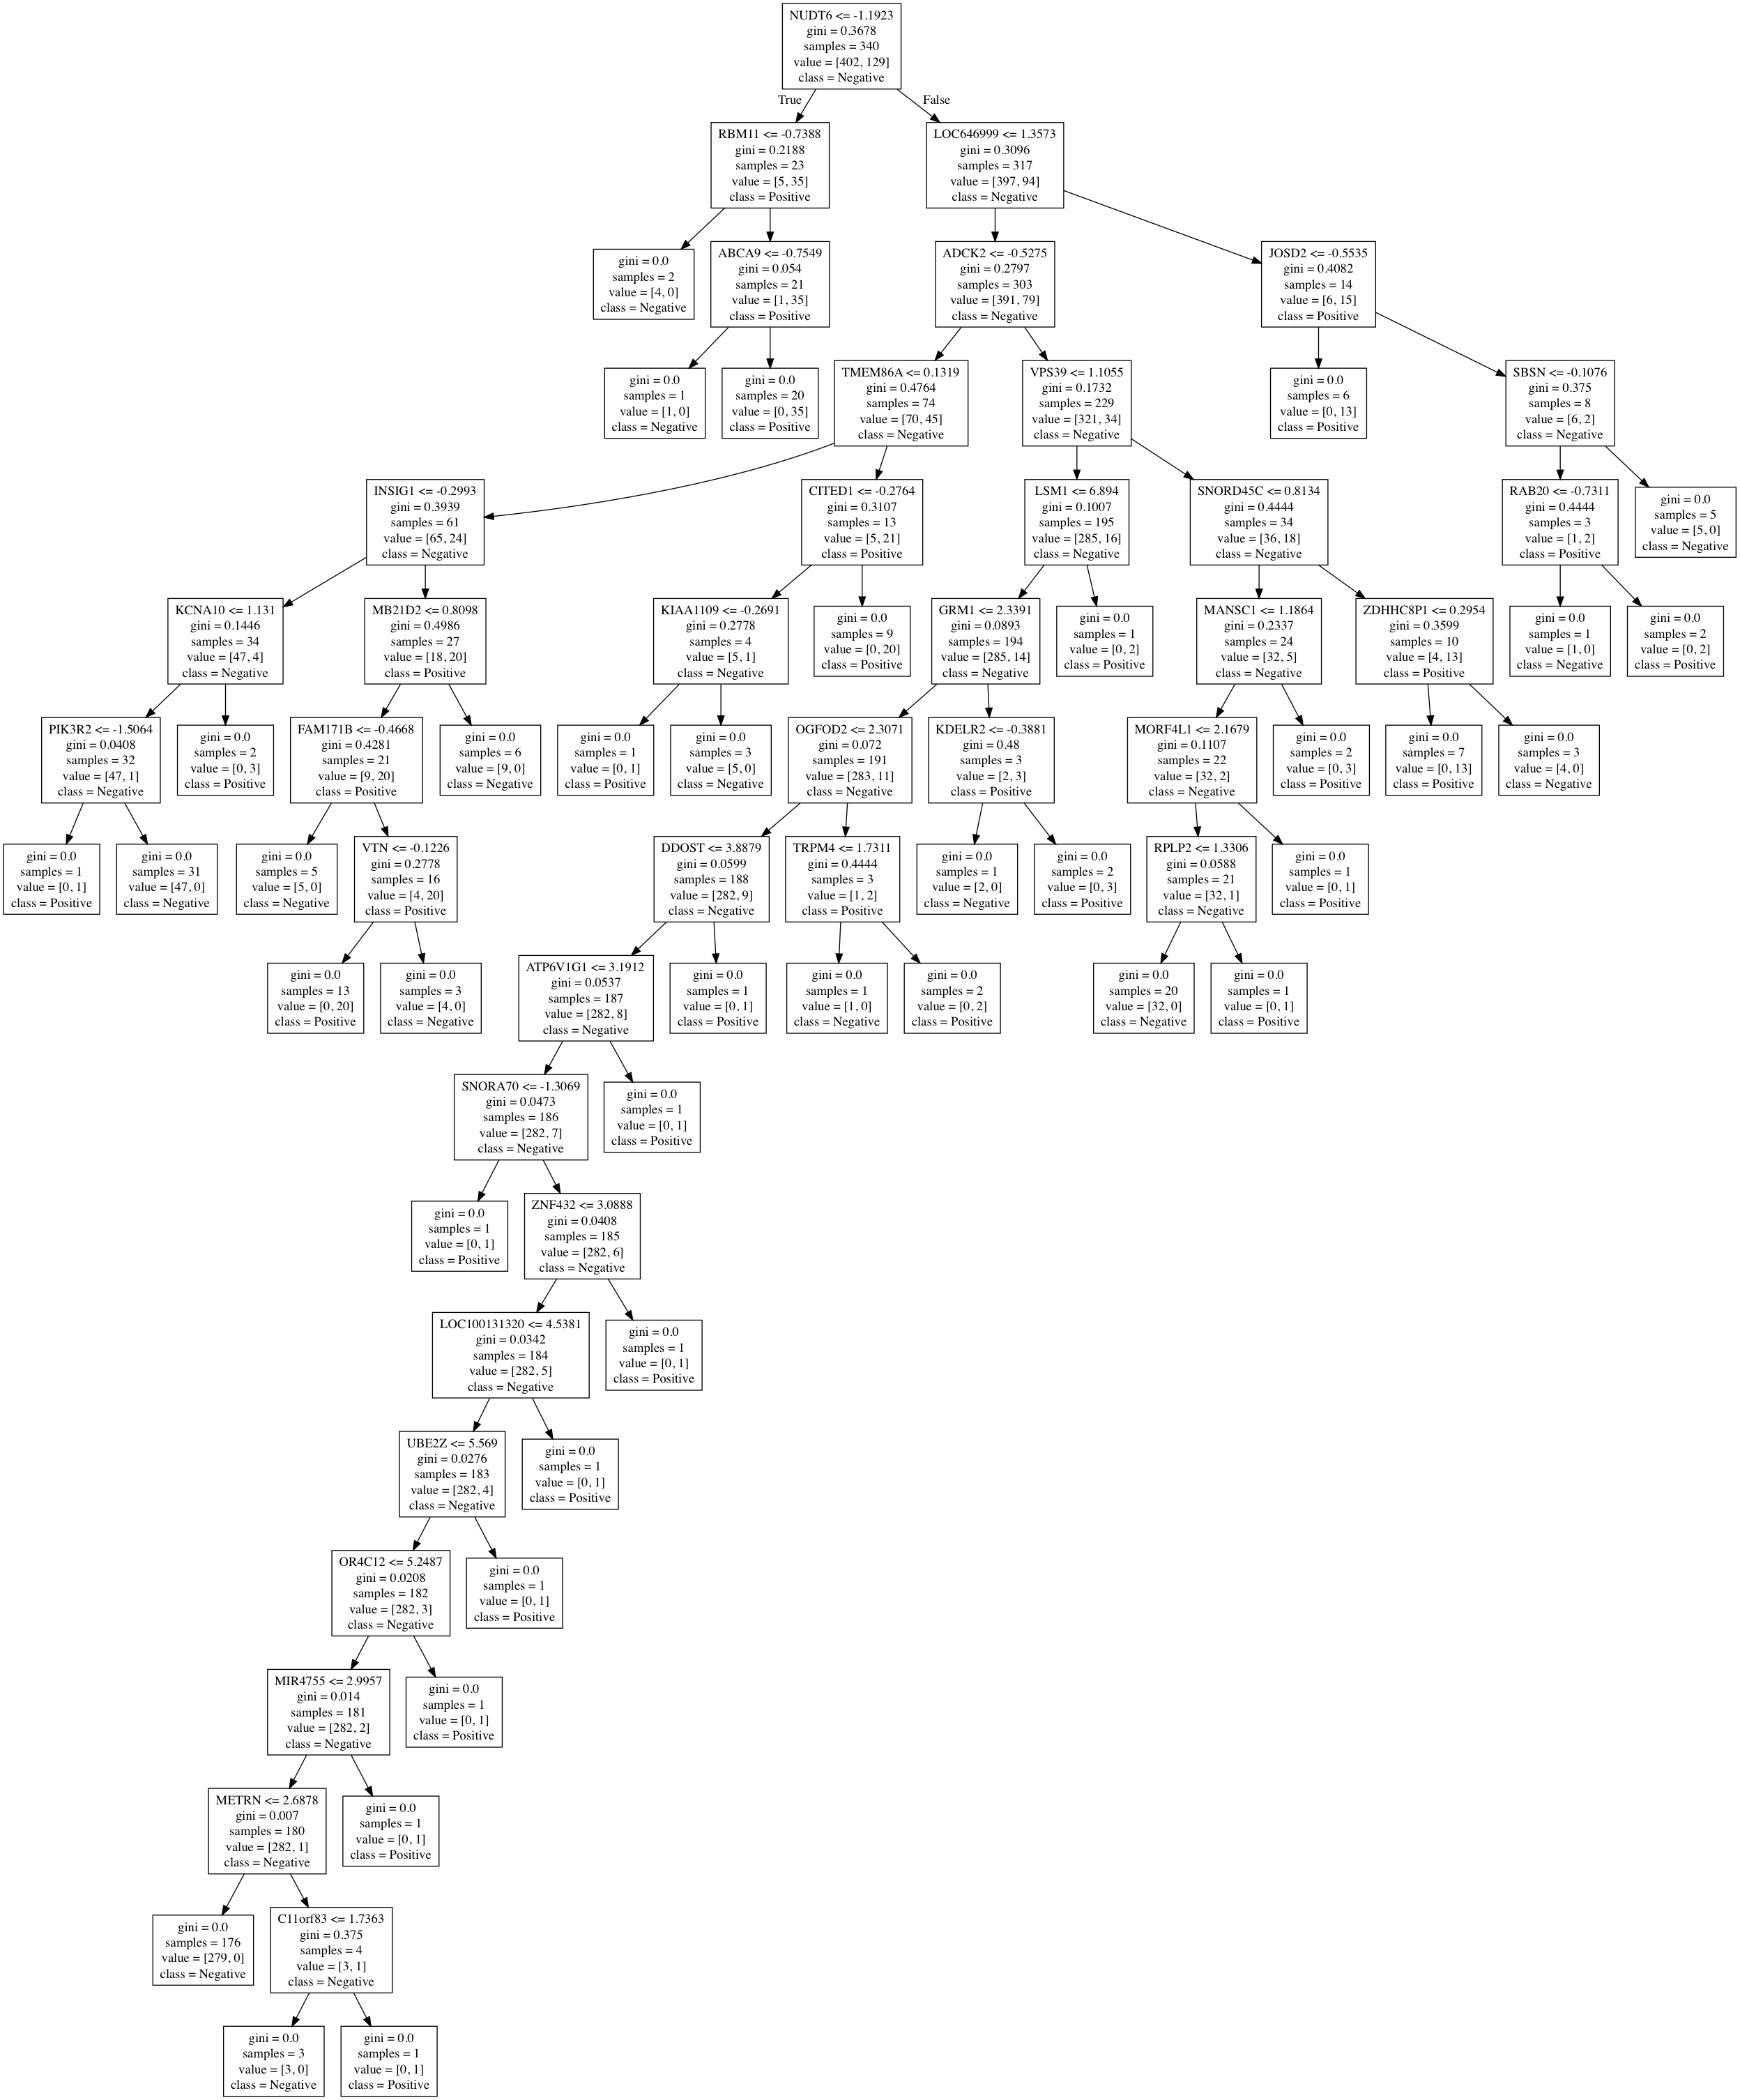 NUDT6 <= -1.1923
gini = 0.3678
samples = 340
value = [402, 129]
class = Negative
True
False
RBM11 <= -0.7388
gini = 0.2188
samples = 23
value = [5, 35]
class = Positive
LOC646999 <= 1.3573
gini = 0.3096
samples = 317
value = [397, 94]
class = Negative
gini = 0.0
samples = 2
value = [4, 0]
class = Negative
ABCA9 <= -0.7549
gini = 0.054
samples = 21
value = [1, 35]
class = Positive
ADCK2 <= -0.5275
gini = 0.2797
samples = 303
value = [391, 79]
class = Negative
JOSD2 <= -0.5535
gini = 0.4082
samples = 14
value = [6, 15]
class = Positive
gini = 0.0
samples = 1
value = [1, 0]
class = Negative
gini = 0.0
samples = 20
value = [0, 35]
class = Positive
TMEM86A <= 0.1319
gini = 0.4764
samples = 74
value = [70, 45]
class = Negative
VPS39 <= 1.1055
gini = 0.1732
samples = 229
value = [321, 34]
class = Negative
gini = 0.0
samples = 6
value = [0, 13]
class = Positive
SBSN <= -0.1076
gini = 0.375
samples = 8
value = [6, 2]
class = Negative
INSIG1 <= -0.2993
gini = 0.3939
samples = 61
value = [65, 24]
class = Negative
CITED1 <= -0.2764
gini = 0.3107
samples = 13
value = [5, 21]
class = Positive
LSM1 <= 6.894
gini = 0.1007
samples = 195
value = [285, 16]
class = Negative
SNORD45C <= 0.8134
gini = 0.4444
samples = 34
value = [36, 18]
class = Negative
RAB20 <= -0.7311
gini = 0.4444
samples = 3
value = [1, 2]
class = Positive
gini = 0.0
samples = 5
value = [5, 0]
class = Negative
KCNA10 <= 1.131
gini = 0.1446
samples = 34
value = [47, 4]
class = Negative
MB21D2 <= 0.8098
gini = 0.4986
samples = 27
value = [18, 20]
class = Positive
KIAA1109 <= -0.2691
gini = 0.2778
samples = 4
value = [5, 1]
class = Negative
gini = 0.0
samples = 9
value = [0, 20]
class = Positive
GRM1 <= 2.3391
gini = 0.0893
samples = 194
value = [285, 14]
class = Negative
gini = 0.0
samples = 1
value = [0, 2]
class = Positive
MANSC1 <= 1.1864
gini = 0.2337
samples = 24
value = [32, 5]
class = Negative
ZDHHC8P1 <= 0.2954
gini = 0.3599
samples = 10
value = [4, 13]
class = Positive
gini = 0.0
samples = 1
value = [1, 0]
class = Negative
gini = 0.0
samples = 2
value = [0, 2]
class = Positive
PIK3R2 <= -1.5064
gini = 0.0408
samples = 32
value = [47, 1]
class = Negative
gini = 0.0
samples = 2
value = [0, 3]
class = Positive
FAM171B <= -0.4668
gini = 0.4281
samples = 21
value = [9, 20]
class = Positive
gini = 0.0
samples = 6
value = [9, 0]
class = Negative
gini = 0.0
samples = 1
value = [0, 1]
class = Positive
gini = 0.0
samples = 3
value = [5, 0]
class = Negative
OGFOD2 <= 2.3071
gini = 0.072
samples = 191
value = [283, 11]
class = Negative
KDELR2 <= -0.3881
gini = 0.48
samples = 3
value = [2, 3]
class = Positive
MORF4L1 <= 2.1679
gini = 0.1107
samples = 22
value = [32, 2]
class = Negative
gini = 0.0
samples = 2
value = [0, 3]
class = Positive
gini = 0.0
samples = 7
value = [0, 13]
class = Positive
gini = 0.0
samples = 3
value = [4, 0]
class = Negative
gini = 0.0
samples = 1
value = [0, 1]
class = Positive
gini = 0.0
samples = 31
value = [47, 0]
class = Negative
gini = 0.0
samples = 5
value = [5, 0]
class = Negative
VTN <= -0.1226
gini = 0.2778
samples = 16
value = [4, 20]
class = Positive
DDOST <= 3.8879
gini = 0.0599
samples = 188
value = [282, 9]
class = Negative
TRPM4 <= 1.7311
gini = 0.4444
samples = 3
value = [1, 2]
class = Positive
gini = 0.0
samples = 1
value = [2, 0]
class = Negative
gini = 0.0
samples = 2
value = [0, 3]
class = Positive
RPLP2 <= 1.3306
gini = 0.0588
samples = 21
value = [32, 1]
class = Negative
gini = 0.0
samples = 1
value = [0, 1]
class = Positive
gini = 0.0
samples = 13
value = [0, 20]
class = Positive
gini = 0.0
samples = 3
value = [4, 0]
class = Negative
ATP6V1G1 <= 3.1912
gini = 0.0537
samples = 187
value = [282, 8]
class = Negative
gini = 0.0
samples = 1
value = [0, 1]
class = Positive
gini = 0.0
samples = 1
value = [1, 0]
class = Negative
gini = 0.0
samples = 2
value = [0, 2]
class = Positive
gini = 0.0
samples = 20
value = [32, 0]
class = Negative
gini = 0.0
samples = 1
value = [0, 1]
class = Positive
SNORA70 <= -1.3069
gini = 0.0473
samples = 186
value = [282, 7]
class = Negative
gini = 0.0
samples = 1
value = [0, 1]
class = Positive
gini = 0.0
samples = 1
value = [0, 1]
class = Positive
ZNF432 <= 3.0888
gini = 0.0408
samples = 185
value = [282, 6]
class = Negative
LOC100131320 <= 4.5381
gini = 0.0342
samples = 184
value = [282, 5]
class = Negative
gini = 0.0
samples = 1
value = [0, 1]
class = Positive
UBE2Z <= 5.569
gini = 0.0276
samples = 183
value = [282, 4]
class = Negative
gini = 0.0
samples = 1
value = [0, 1]
class = Positive
OR4C12 <= 5.2487
gini = 0.0208
samples = 182
value = [282, 3]
class = Negative
gini = 0.0
samples = 1
value = [0, 1]
class = Positive
MIR4755 <= 2.9957
gini = 0.014
samples = 181
value = [282, 2]
class = Negative
gini = 0.0
samples = 1
value = [0, 1]
class = Positive
METRN <= 2.6878
gini = 0.007
samples = 180
value = [282, 1]
class = Negative
gini = 0.0
samples = 1
value = [0, 1]
class = Positive
gini = 0.0
samples = 176
value = [279, 0]
class = Negative
C11orf83 <= 1.7363
gini = 0.375
samples = 4
value = [3, 1]
class = Negative
gini = 0.0
samples = 3
value = [3, 0]
class = Negative
gini = 0.0
samples = 1
value = [0, 1]
class = Positive